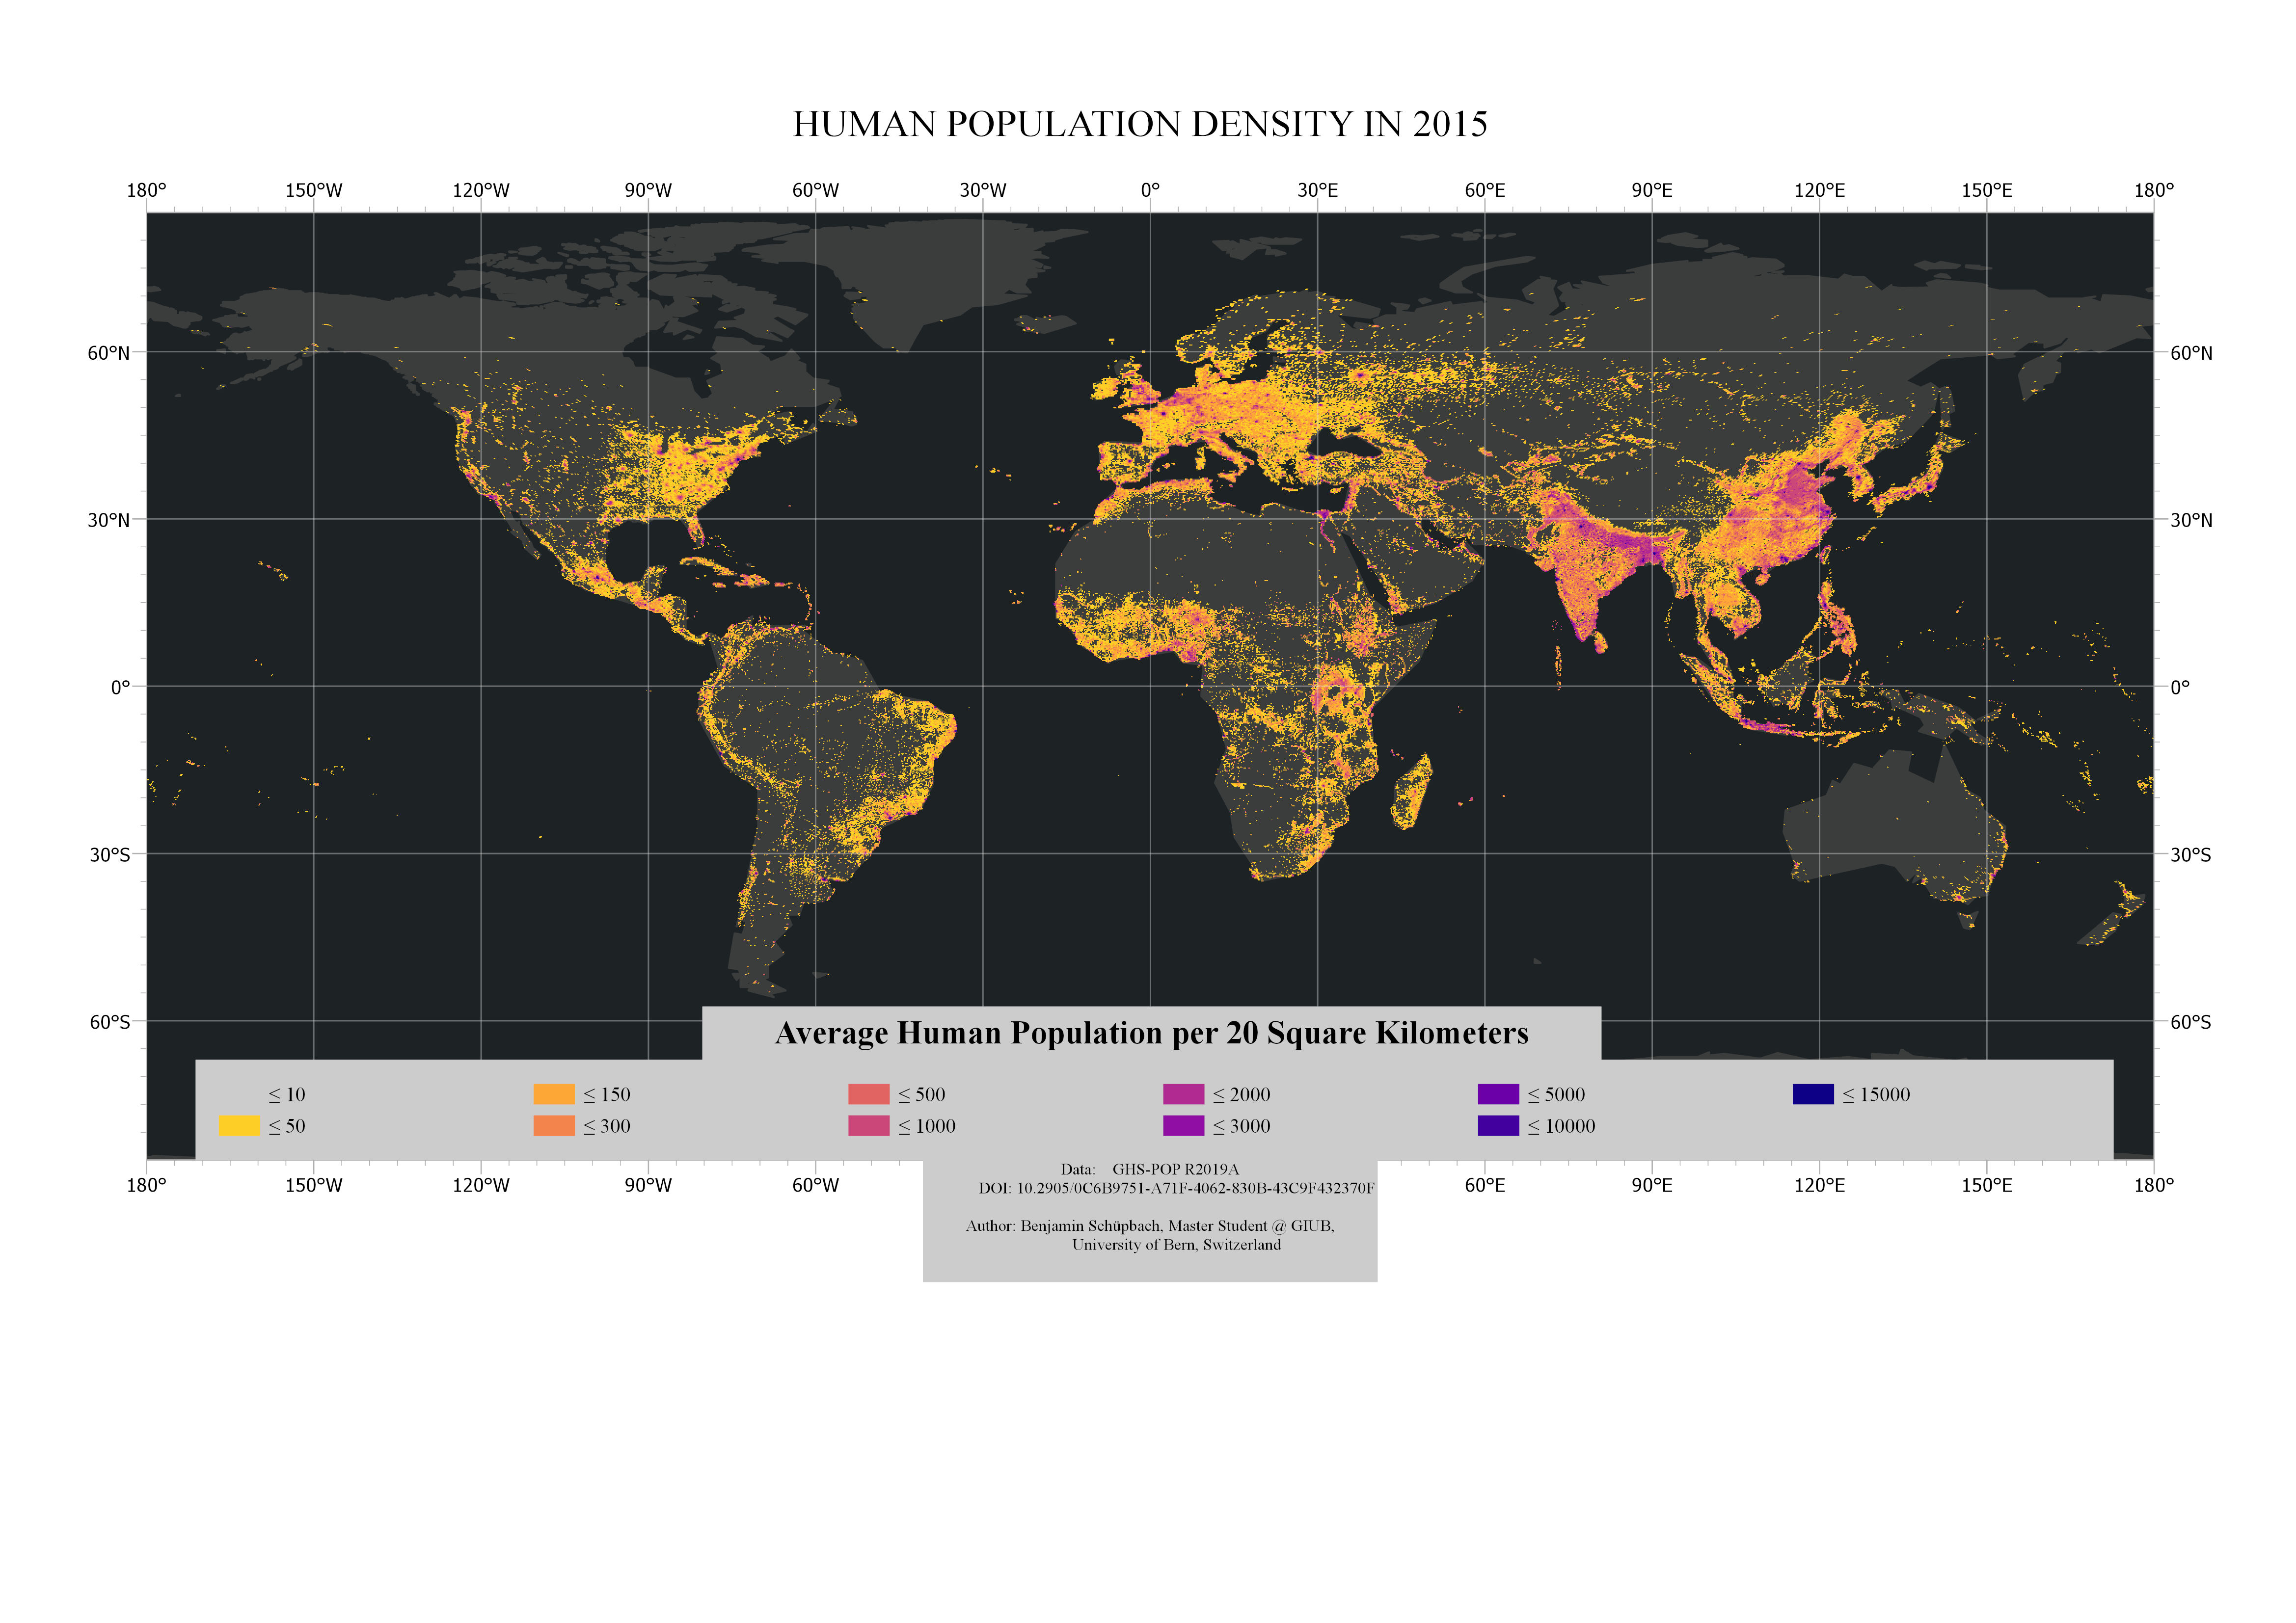 HUMAN POPULATION DENSITY IN 2015
180° 150°W 120°W 90°W 60°W 30°W 0° 30°E 60°E 90°E 120°E 150°E 180°
60°N 60°N
30°N 30°N
0° 0°
30°S 30°S
60°S 60°S
Average Human Population per 20 Square Kilometers
≤ 10 ≤ 150 ≤ 500 ≤ 2000 ≤ 5000 ≤ 15000
≤ 50 ≤ 300 ≤ 1000 ≤ 3000 ≤ 10000
Data: GHS-POP R2019A
180° 150°W 120°W 90°W 60°W DOI: 10.2905/0C6B9751-A71F-4062-830B-43C9F432370F 60°E 90°E 120°E 150°E 180°
Author: Benjamin Schüpbach, Master Student @ GIUB,
University of Bern, Switzerland